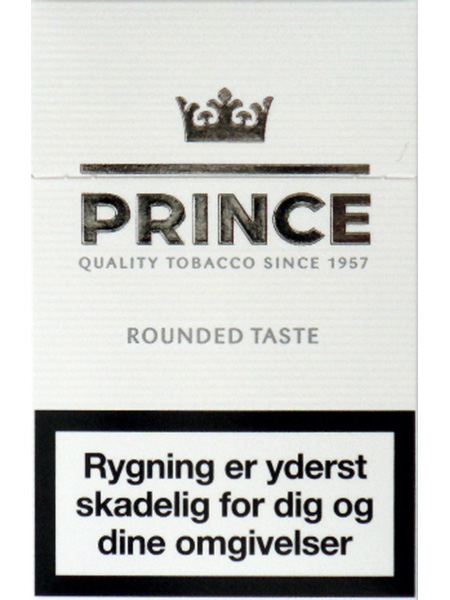 PRINCE
QUALITY TOBACCO SINCE 1957
ROUNDED TASTE
Rygning er yderst
skadelig for dig og
dine omgivelser